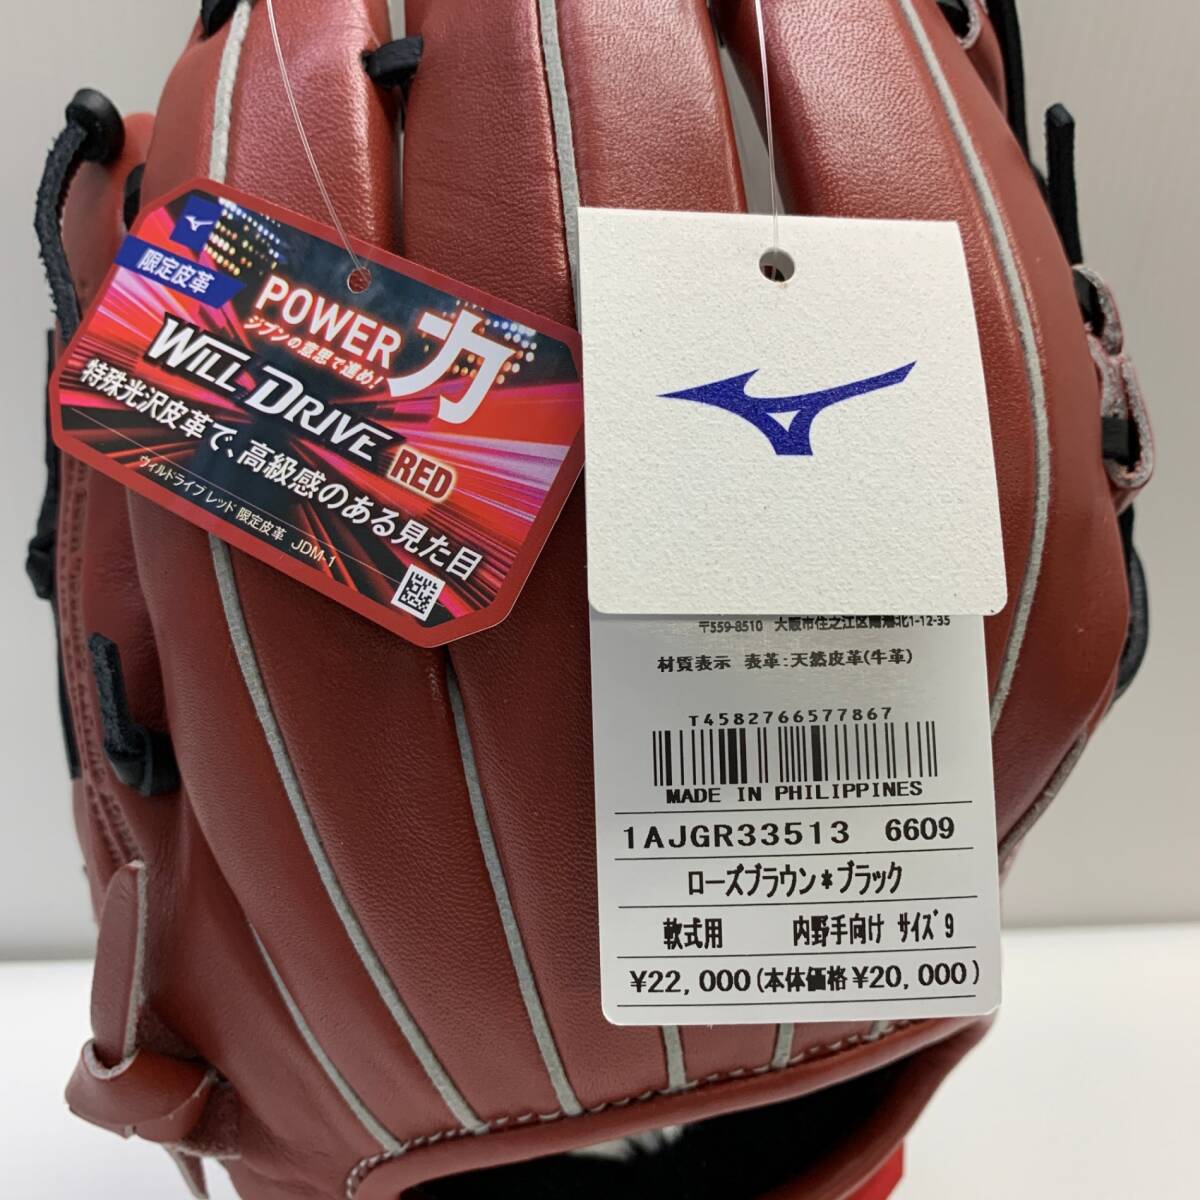 限定皮革
POWER 力
ジブンの意思で進め!
WILL DRIVE RED
特殊光沢皮革で、高級感のある見た目
ウィルドライブ レッド 限定皮革 JDM-1
〒559-8510 大阪市住之江区南港北1-12-35
材質表示 表革:天然皮革(牛革)
T4582766577867
MADE IN PHILIPPINES
1AJGR33513 6609
ローズブラウン*ブラック
軟式用 内野手向け サイズ9
¥22,000(本体価格¥20,000)